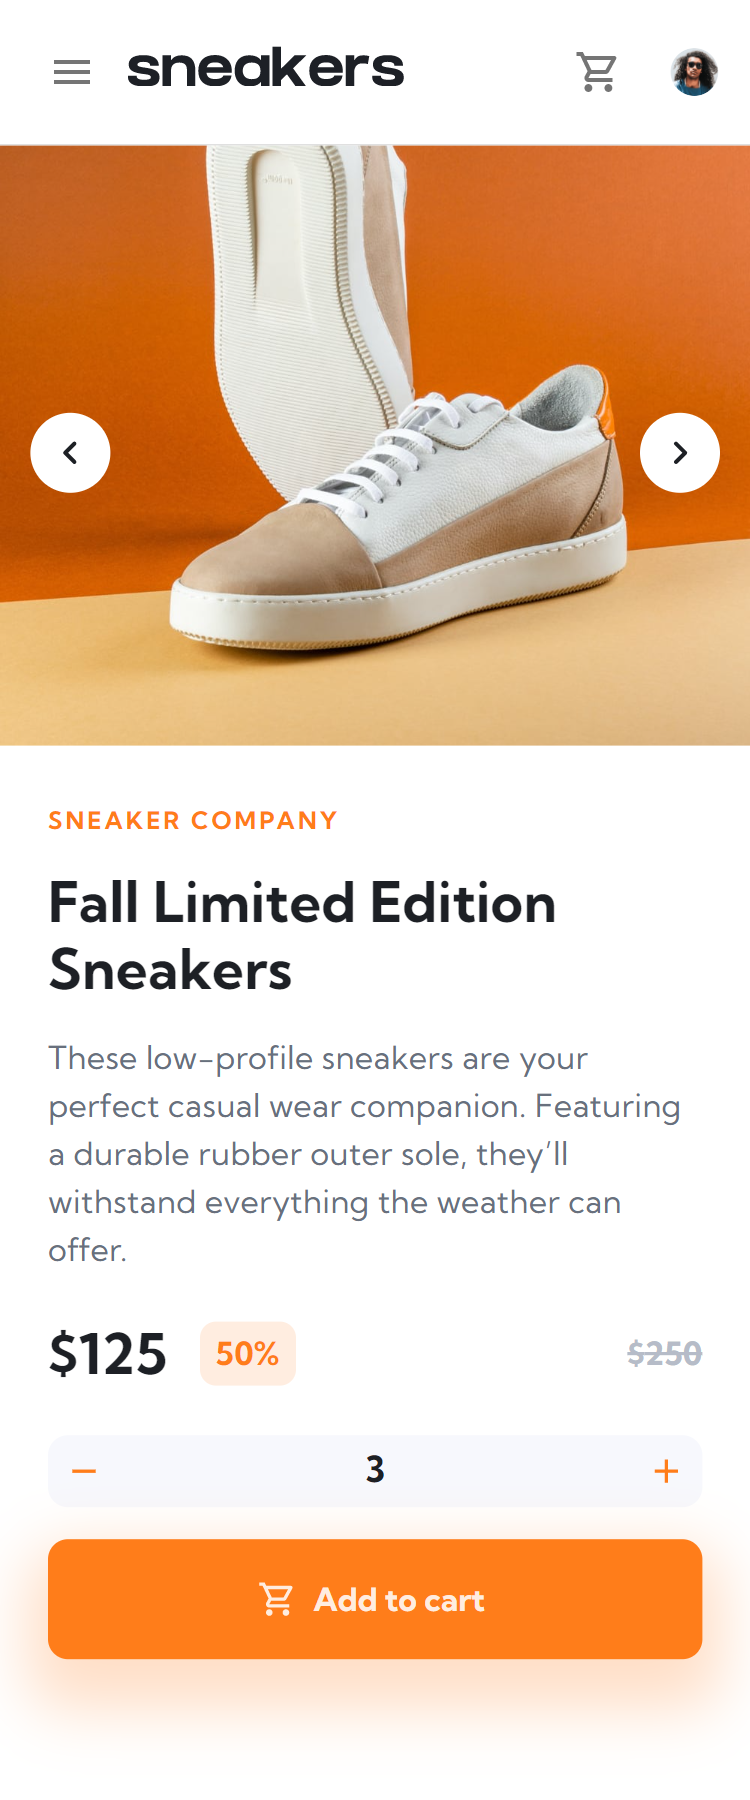 sneakers
SNEAKER COMPANY
Fall Limited Edition
Sneakers
These low-profile sneakers are your
perfect casual wear companion. Featuring
a durable rubber outer sole, they’ll
withstand everything the weather can
offer.
$125 50% $250
3
Add to cart